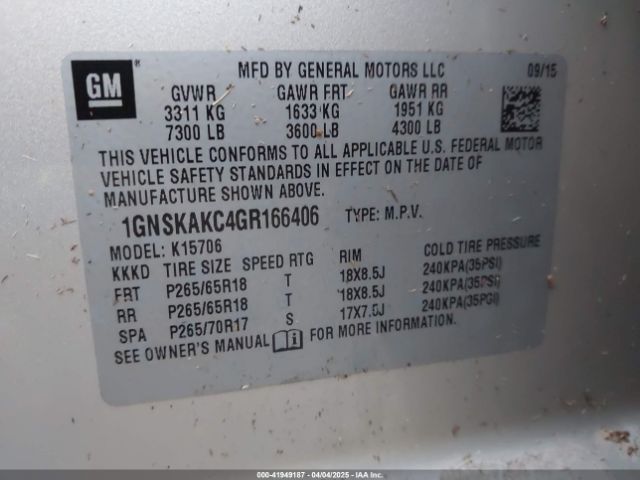 GM
MFD BY GENERAL MOTORS LLC 09/15
GVWR GAWR FRT GAWR RR
3311 KG 1633 KG 1951 KG
7300 LB 3600 LB 4300 LB
THIS VEHICLE CONFORMS TO ALL APPLICABLE U.S. FEDERAL MOTOR
VEHICLE SAFETY STANDARDS IN EFFECT ON THE DATE OF
MANUFACTURE SHOWN ABOVE.
1GNSKAKC4GR166406 TYPE: M.P.V.
MODEL: K15706
KKKD TIRE SIZE SPEED RTG RIM COLD TIRE PRESSURE
FRT P265/65R18 T 18X8.5J 240KPA(35PSI)
RR P265/65R18 T 18X8.5J 240KPA(35PSI)
SPA P265/70R17 S 17X7.5J 240KPA(35PSI)
SEE OWNER'S MANUAL FOR MORE INFORMATION.
000-41949187 - 04/04/2025 - IAAI.COM